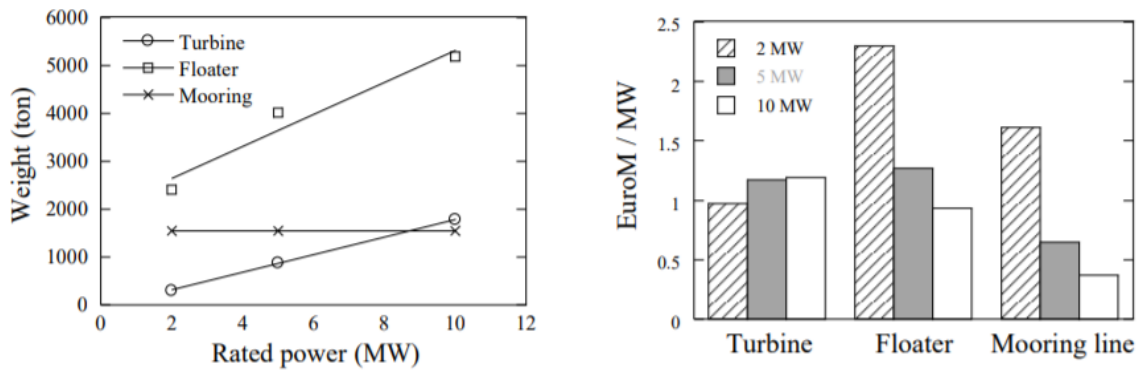 6000
5000
4000
3000
2000
1000
0
Weight (ton)
Turbine
Floater
Mooring
0 2 4 6 8 10 12
Rated power (MW)
2.5
2
1.5
1
0.5
0
EuroM / MW
2 MW
5 MW
10 MW
Turbine Floater Mooring line